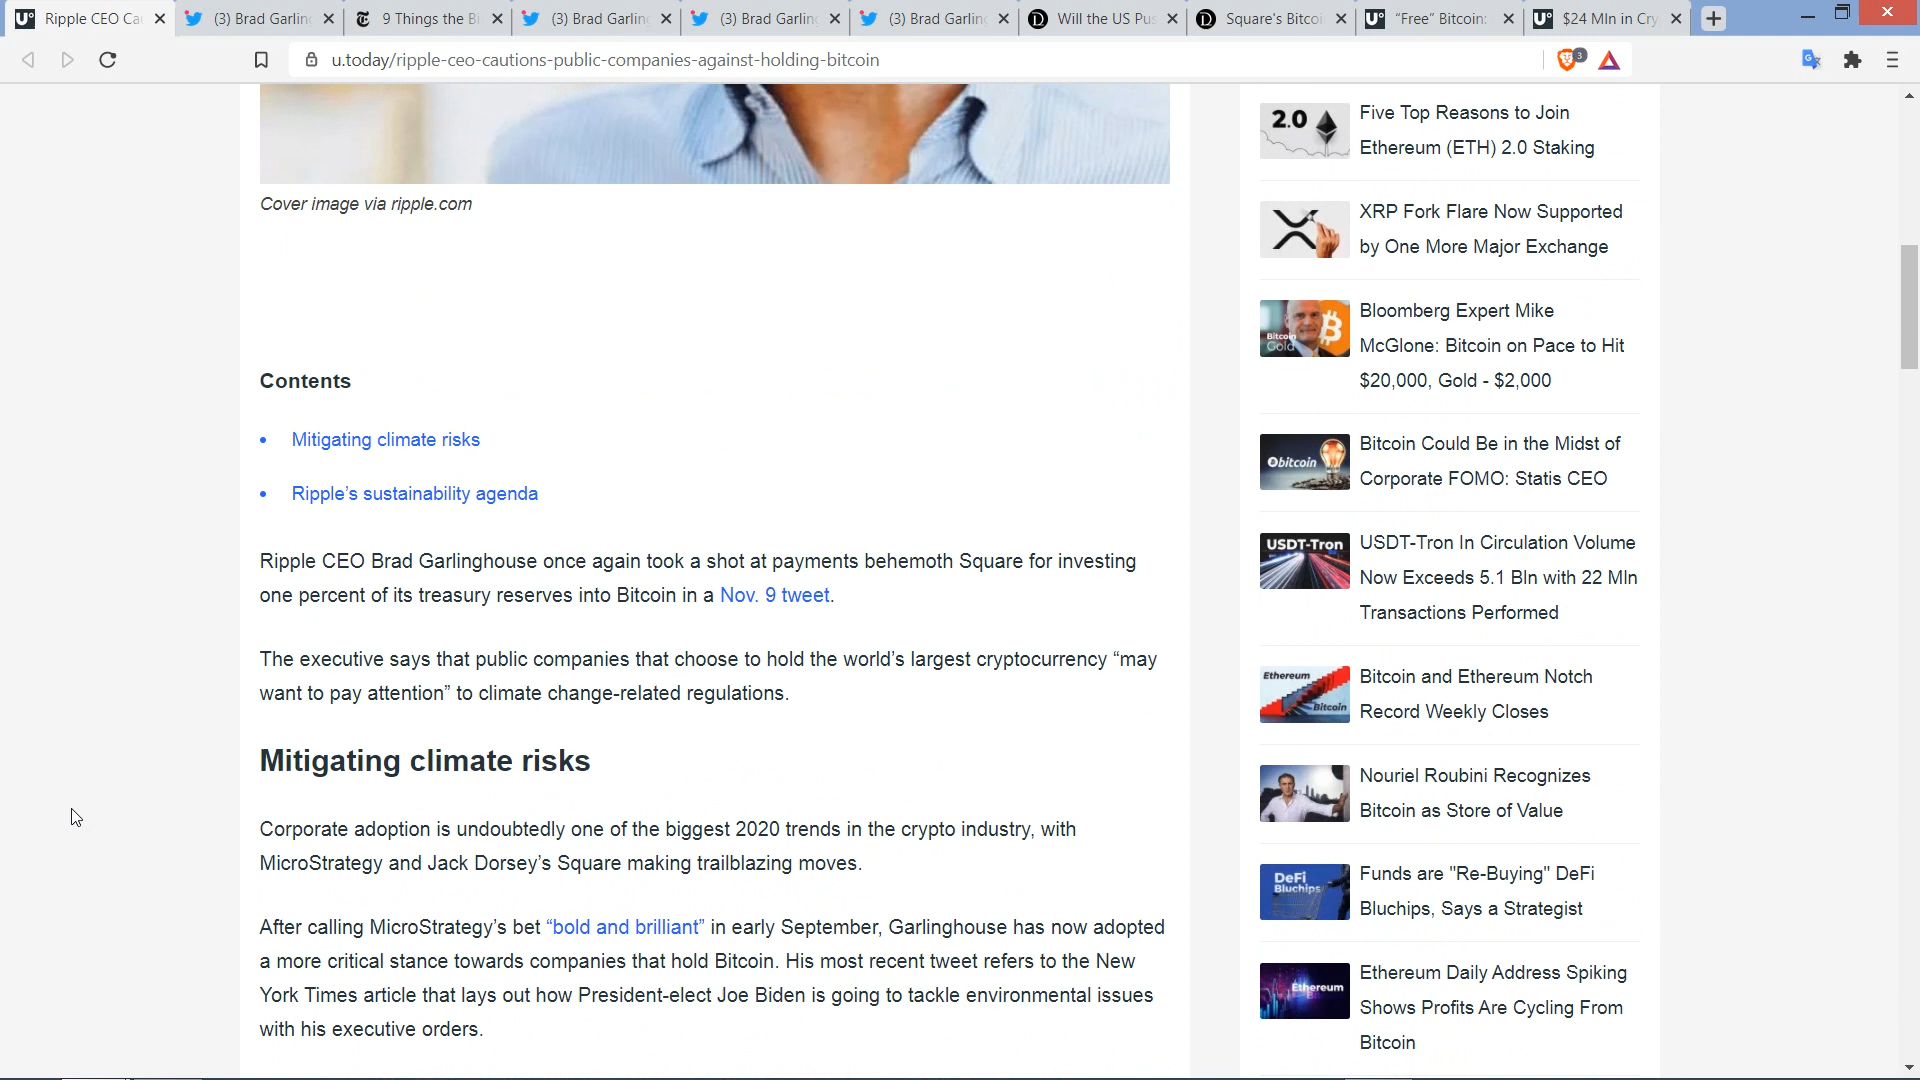 Ripple CEO Ca
(3) Brad Garling
9 Things the Bi
(3) Brad Garling
(3) Brad Garling
(3) Brad Garling
Will the US Pus
Square's Bitcoi
“Free” Bitcoin:
$24 Mln in Cry
u.today/ripple-ceo-cautions-public-companies-against-holding-bitcoin
3
Cover image via ripple.com
Contents
• Mitigating climate risks
• Ripple’s sustainability agenda
Ripple CEO Brad Garlinghouse once again took a shot at payments behemoth Square for investing
one percent of its treasury reserves into Bitcoin in a Nov. 9 tweet.
The executive says that public companies that choose to hold the world’s largest cryptocurrency “may
want to pay attention” to climate change-related regulations.
Mitigating climate risks
Corporate adoption is undoubtedly one of the biggest 2020 trends in the crypto industry, with
MicroStrategy and Jack Dorsey’s Square making trailblazing moves.
After calling MicroStrategy’s bet “bold and brilliant” in early September, Garlinghouse has now adopted
a more critical stance towards companies that hold Bitcoin. His most recent tweet refers to the New
York Times article that lays out how President-elect Joe Biden is going to tackle environmental issues
with his executive orders.
2.0
Five Top Reasons to Join
Ethereum (ETH) 2.0 Staking
XRP Fork Flare Now Supported
by One More Major Exchange
Bitcoin
Gold
Bloomberg Expert Mike
McGlone: Bitcoin on Pace to Hit
$20,000, Gold - $2,000
bitcoin
Bitcoin Could Be in the Midst of
Corporate FOMO: Statis CEO
USDT-Tron
USDT-Tron In Circulation Volume
Now Exceeds 5.1 Bln with 22 Mln
Transactions Performed
Ethereum
Bitcoin
Bitcoin and Ethereum Notch
Record Weekly Closes
Nouriel Roubini Recognizes
Bitcoin as Store of Value
DeFi
Bluchips
Funds are "Re-Buying" DeFi
Bluchips, Says a Strategist
Ethereum
Ethereum Daily Address Spiking
Shows Profits Are Cycling From
Bitcoin